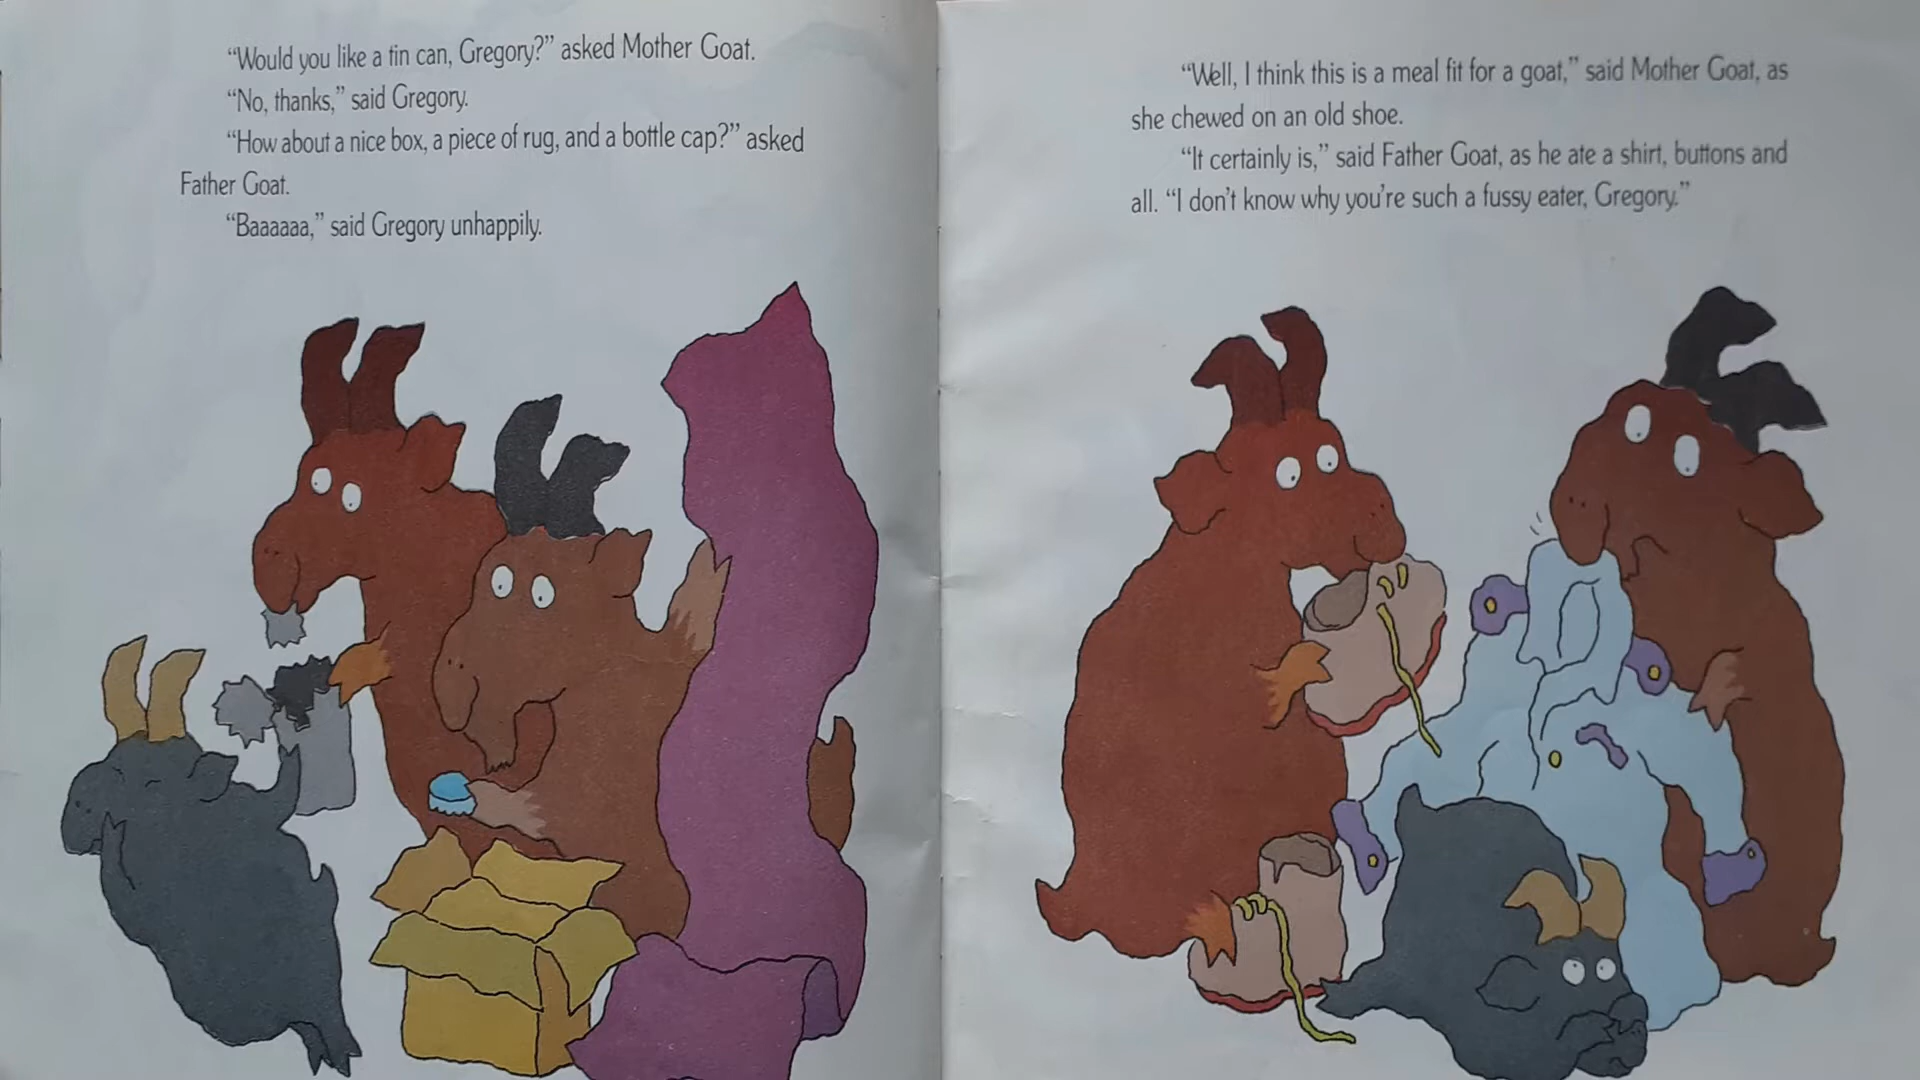 “Would you like a tin can, Gregory?” asked Mother Goat.
“No, thanks,” said Gregory.
“How about a nice box, a piece of rug, and a bottle cap?” asked
Father Goat.
“Baaaaaa,” said Gregory unhappily.
“Well, I think this is a meal fit for a goat,” said Mother Goat, as
she chewed on an old shoe.
“It certainly is,” said Father Goat, as he ate a shirt, buttons and
all. “I don’t know why you’re such a fussy eater, Gregory.”